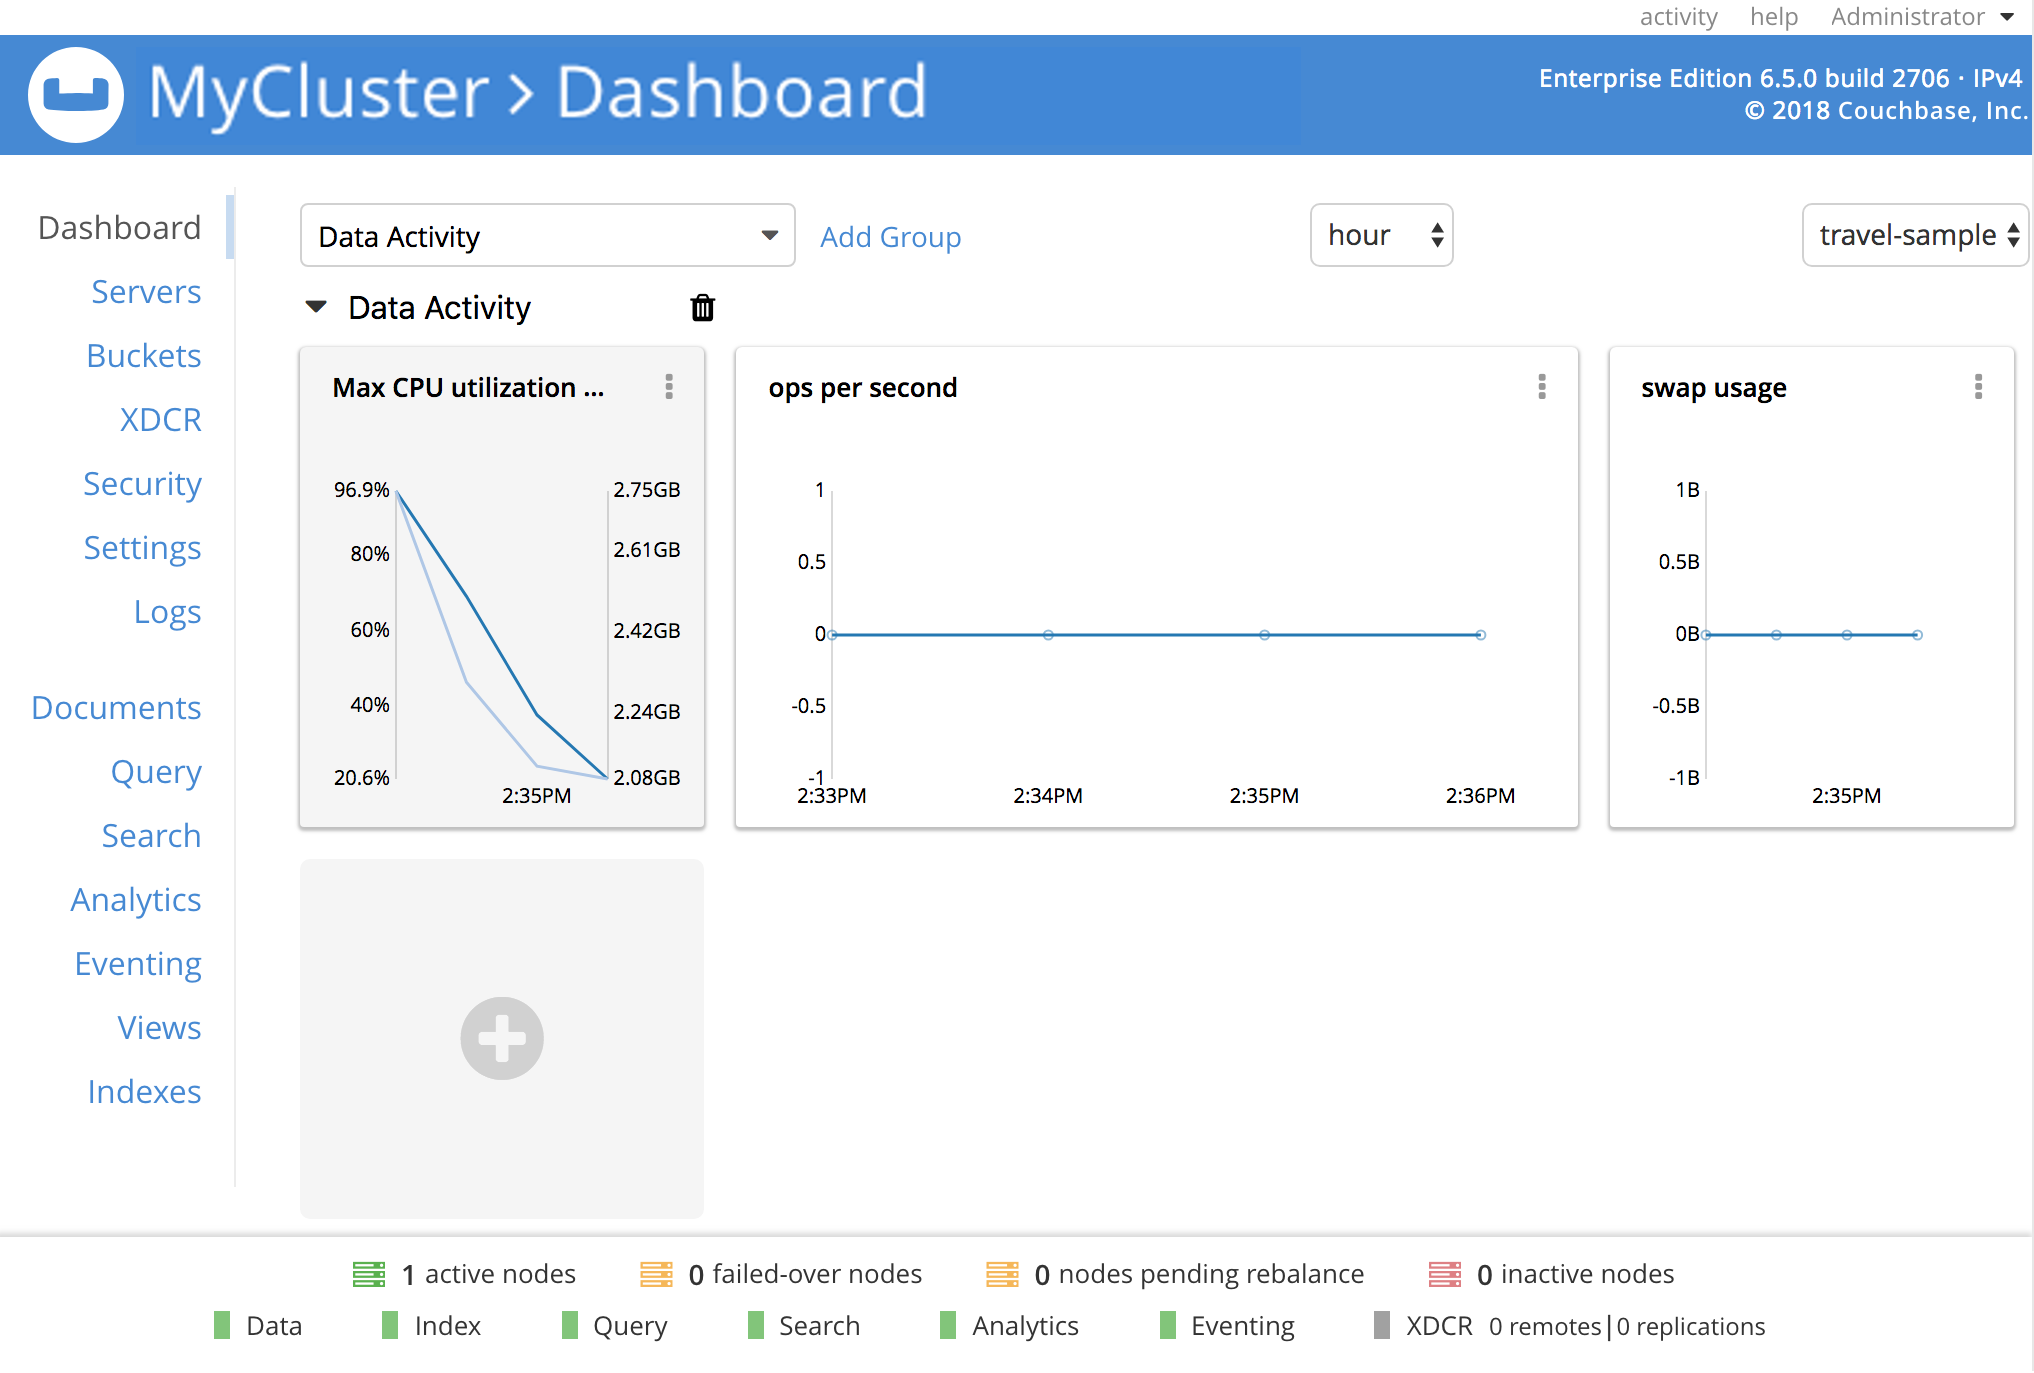 activity help Administrator
MyCluster > Dashboard
Enterprise Edition 6.5.0 build 2706 · IPv4
© 2018 Couchbase, Inc.
Dashboard
Servers
Buckets
XDCR
Security
Settings
Logs
Documents
Query
Search
Analytics
Eventing
Views
Indexes
Data Activity
Add Group
hour
travel-sample
Data Activity
Max CPU utilization ...
96.9%
80%
60%
40%
20.6%
2.75GB
2.61GB
2.42GB
2.24GB
2.08GB
2:35PM
ops per second
1
0.5
0
-0.5
-1
2:33PM 2:34PM 2:35PM 2:36PM
swap usage
1B
0.5B
0B
-0.5B
-1B
2:35PM
1 active nodes 0 failed-over nodes 0 nodes pending rebalance 0 inactive nodes
Data Index Query Search Analytics Eventing XDCR 0 remotes|0 replications